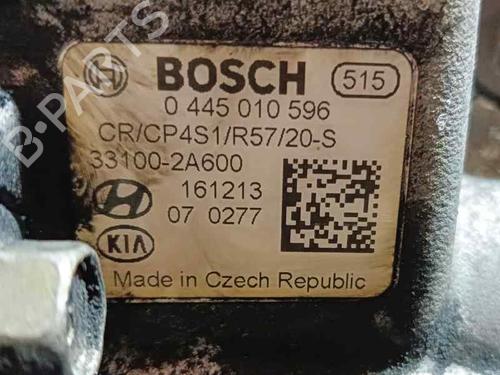 BOSCH 515
0 445 010 596
CR/CP4S1/R57/20-S
33100-2A600
161213
07 0277
KIA
Made in Czech Republic
B-PARTS